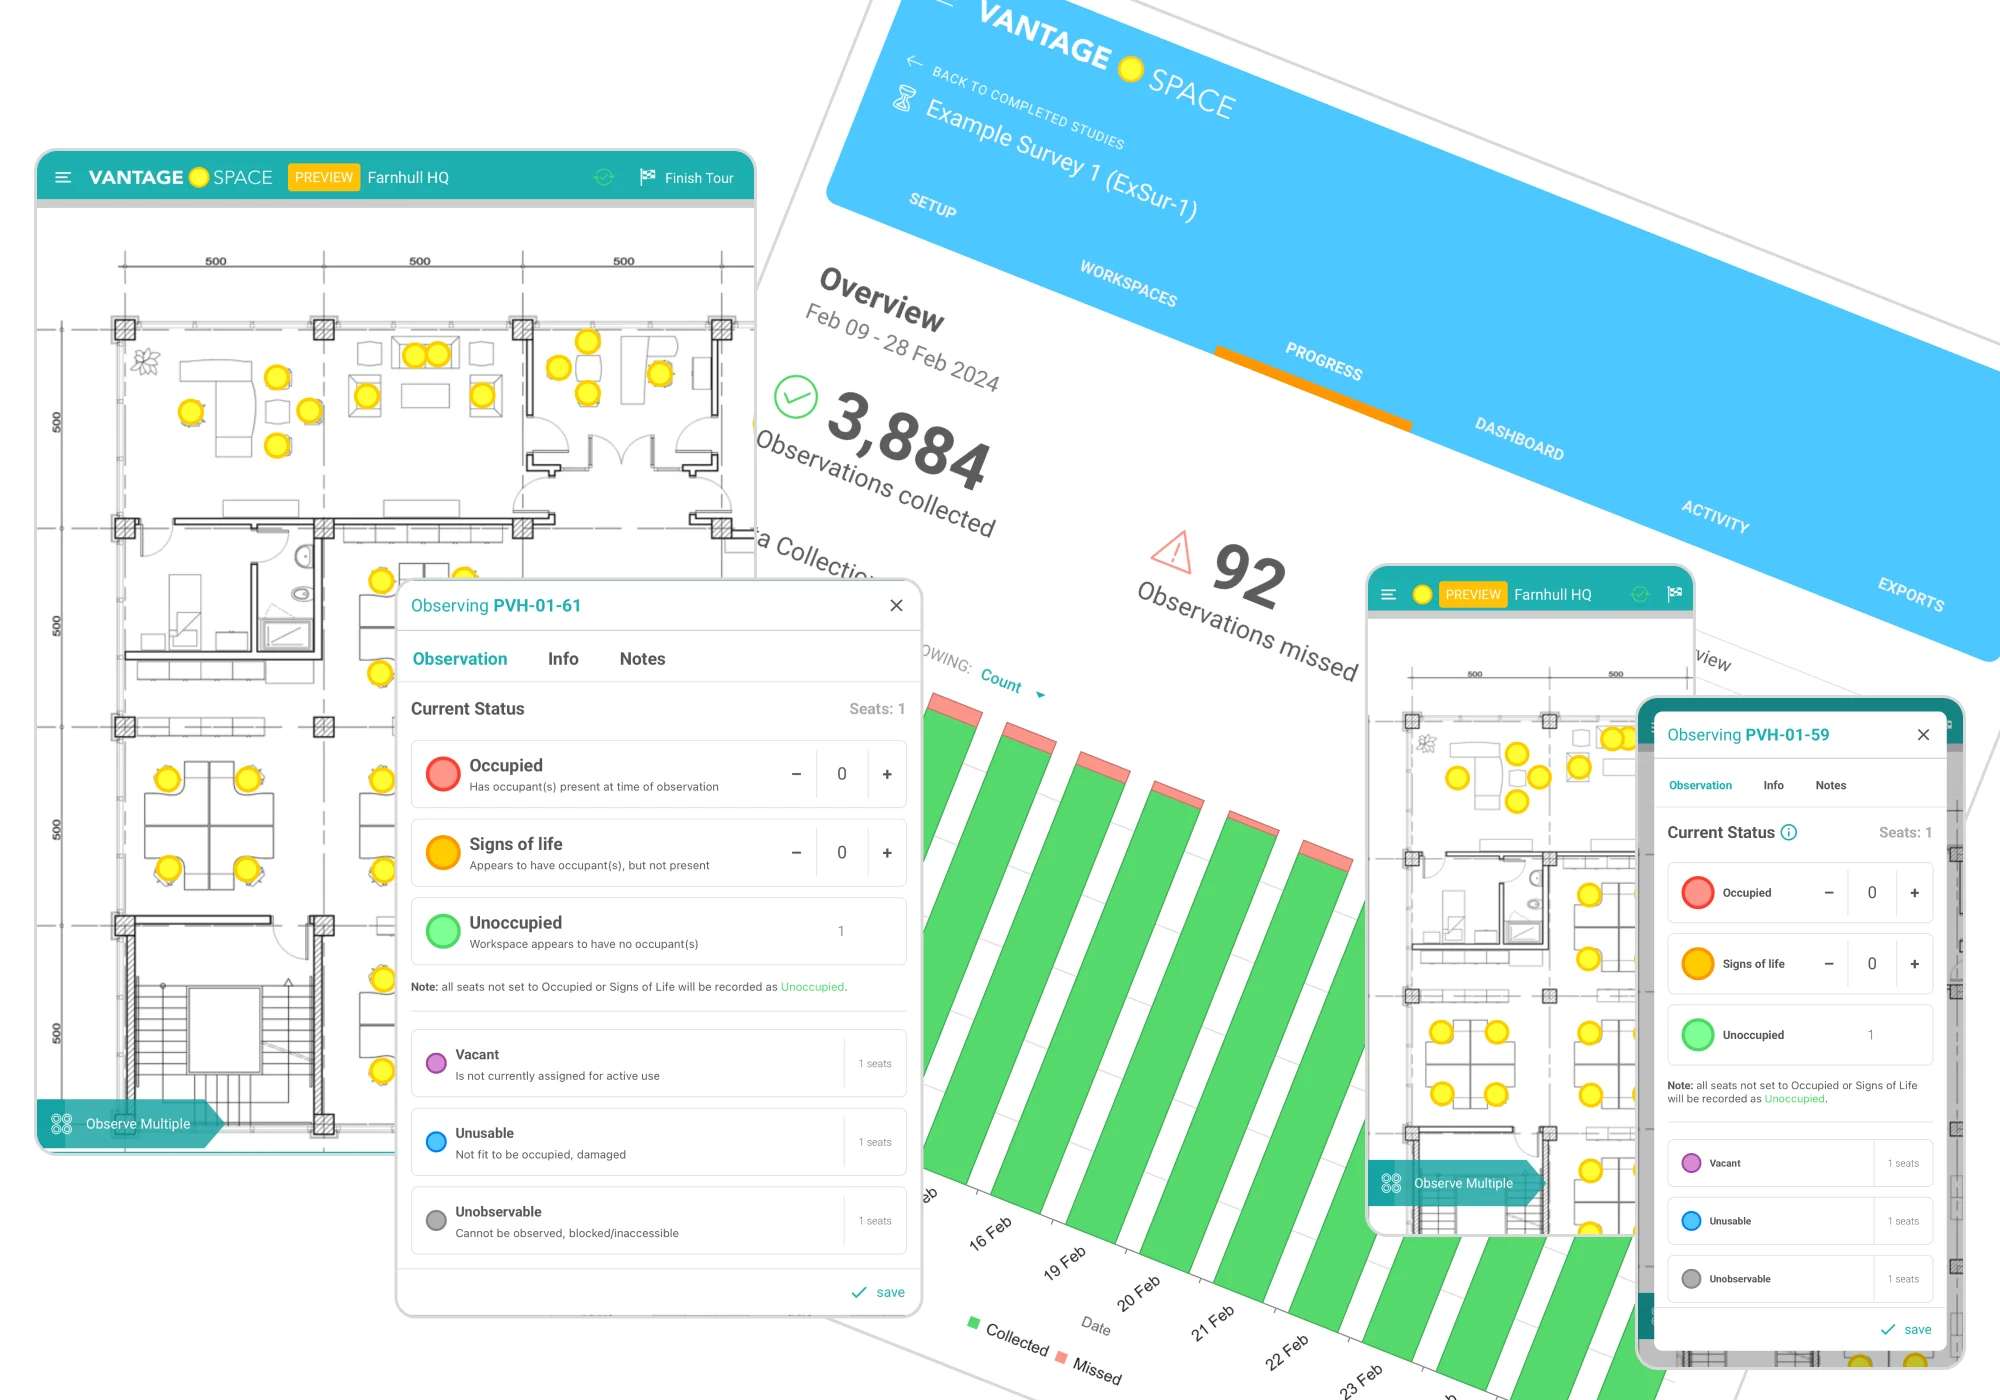 VANTAGE SPACE
BACK TO COMPLETED STUDIES
Example Survey 1 (ExSur-1)
SETUP
WORKSPACES
PROGRESS
DASHBOARD
ACTIVITY
EXPORTS
Overview
Feb 09 - 28 Feb 2024
3,884
Observations collected
92
Observations missed
Count
16 Feb
19 Feb
20 Feb
21 Feb
22 Feb
23 Feb
Date
Collected Missed
VANTAGE SPACE PREVIEW Farnhull HQ Finish Tour
500 500 500
500
500
500
500
Observe Multiple
Observing PVH-01-61
Observation Info Notes
Current Status Seats: 1
Occupied
Has occupant(s) present at time of observation
− 0 +
Signs of life
Appears to have occupant(s), but not present
− 0 +
Unoccupied
Workspace appears to have no occupant(s)
1
Note: all seats not set to Occupied or Signs of Life will be recorded as Unoccupied.
Vacant
Is not currently assigned for active use
1 seats
Unusable
Not fit to be occupied, damaged
1 seats
Unobservable
Cannot be observed, blocked/inaccessible
1 seats
save
PREVIEW Farnhull HQ
500 500
Observe Multiple
Observing PVH-01-59
Observation Info Notes
Current Status Seats: 1
Occupied − 0 +
Signs of life − 0 +
Unoccupied 1
Note: all seats not set to Occupied or Signs of Life
will be recorded as Unoccupied.
Vacant 1 seats
Unusable 1 seats
Unobservable 1 seats
save